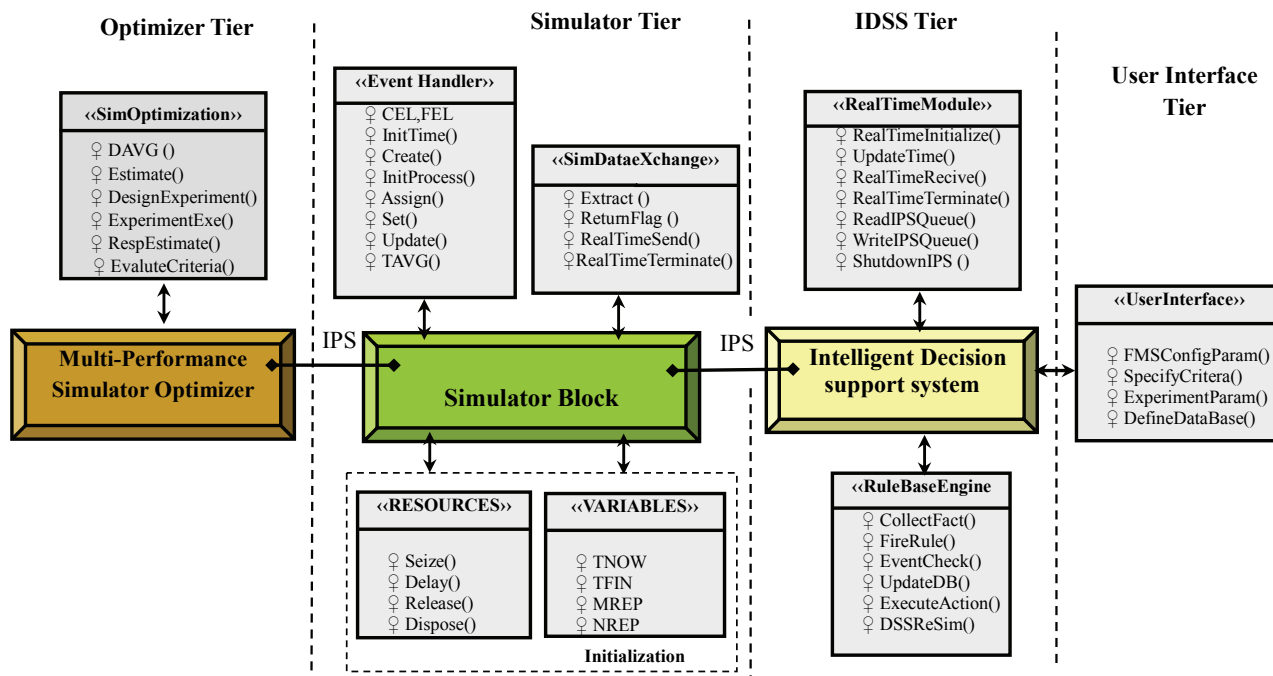 Optimizer Tier
Simulator Tier
IDSS Tier
User Interface
Tier
‹‹SimOptimization››
♀ DAVG ()
♀ Estimate()
♀ DesignExperiment()
♀ ExperimentExe()
♀ RespEstimate()
♀ EvaluteCriteria()
‹‹Event Handler››
♀ CEL,FEL
♀ InitTime()
♀ Create()
♀ InitProcess()
♀ Assign()
♀ Set()
♀ Update()
♀ TAVG()
‹‹SimDataeXchange››
♀ Extract ()
♀ ReturnFlag ()
♀ RealTimeSend()
♀RealTimeTerminate()
‹‹RealTimeModule››
♀ RealTimeInitialize()
♀ UpdateTime()
♀ RealTimeRecive()
♀ RealTimeTerminate()
♀ ReadIPSQueue()
♀ WriteIPSQueue()
♀ ShutdownIPS ()
‹‹UserInterface››
♀ FMSConfigParam()
♀ SpecifyCritera()
♀ ExperimentParam()
♀ DefineDataBase()
Multi-Performance
Simulator Optimizer
IPS
Simulator Block
IPS
Intelligent Decision
support system
‹‹RESOURCES››
♀ Seize()
♀ Delay()
♀ Release()
♀ Dispose()
‹‹VARIABLES››
♀ TNOW
♀ TFIN
♀ MREP
♀ NREP
Initialization
‹‹RuleBaseEngine
♀ CollectFact()
♀ FireRule()
♀ EventCheck()
♀ UpdateDB()
♀ ExecuteAction()
♀ DSSReSim()